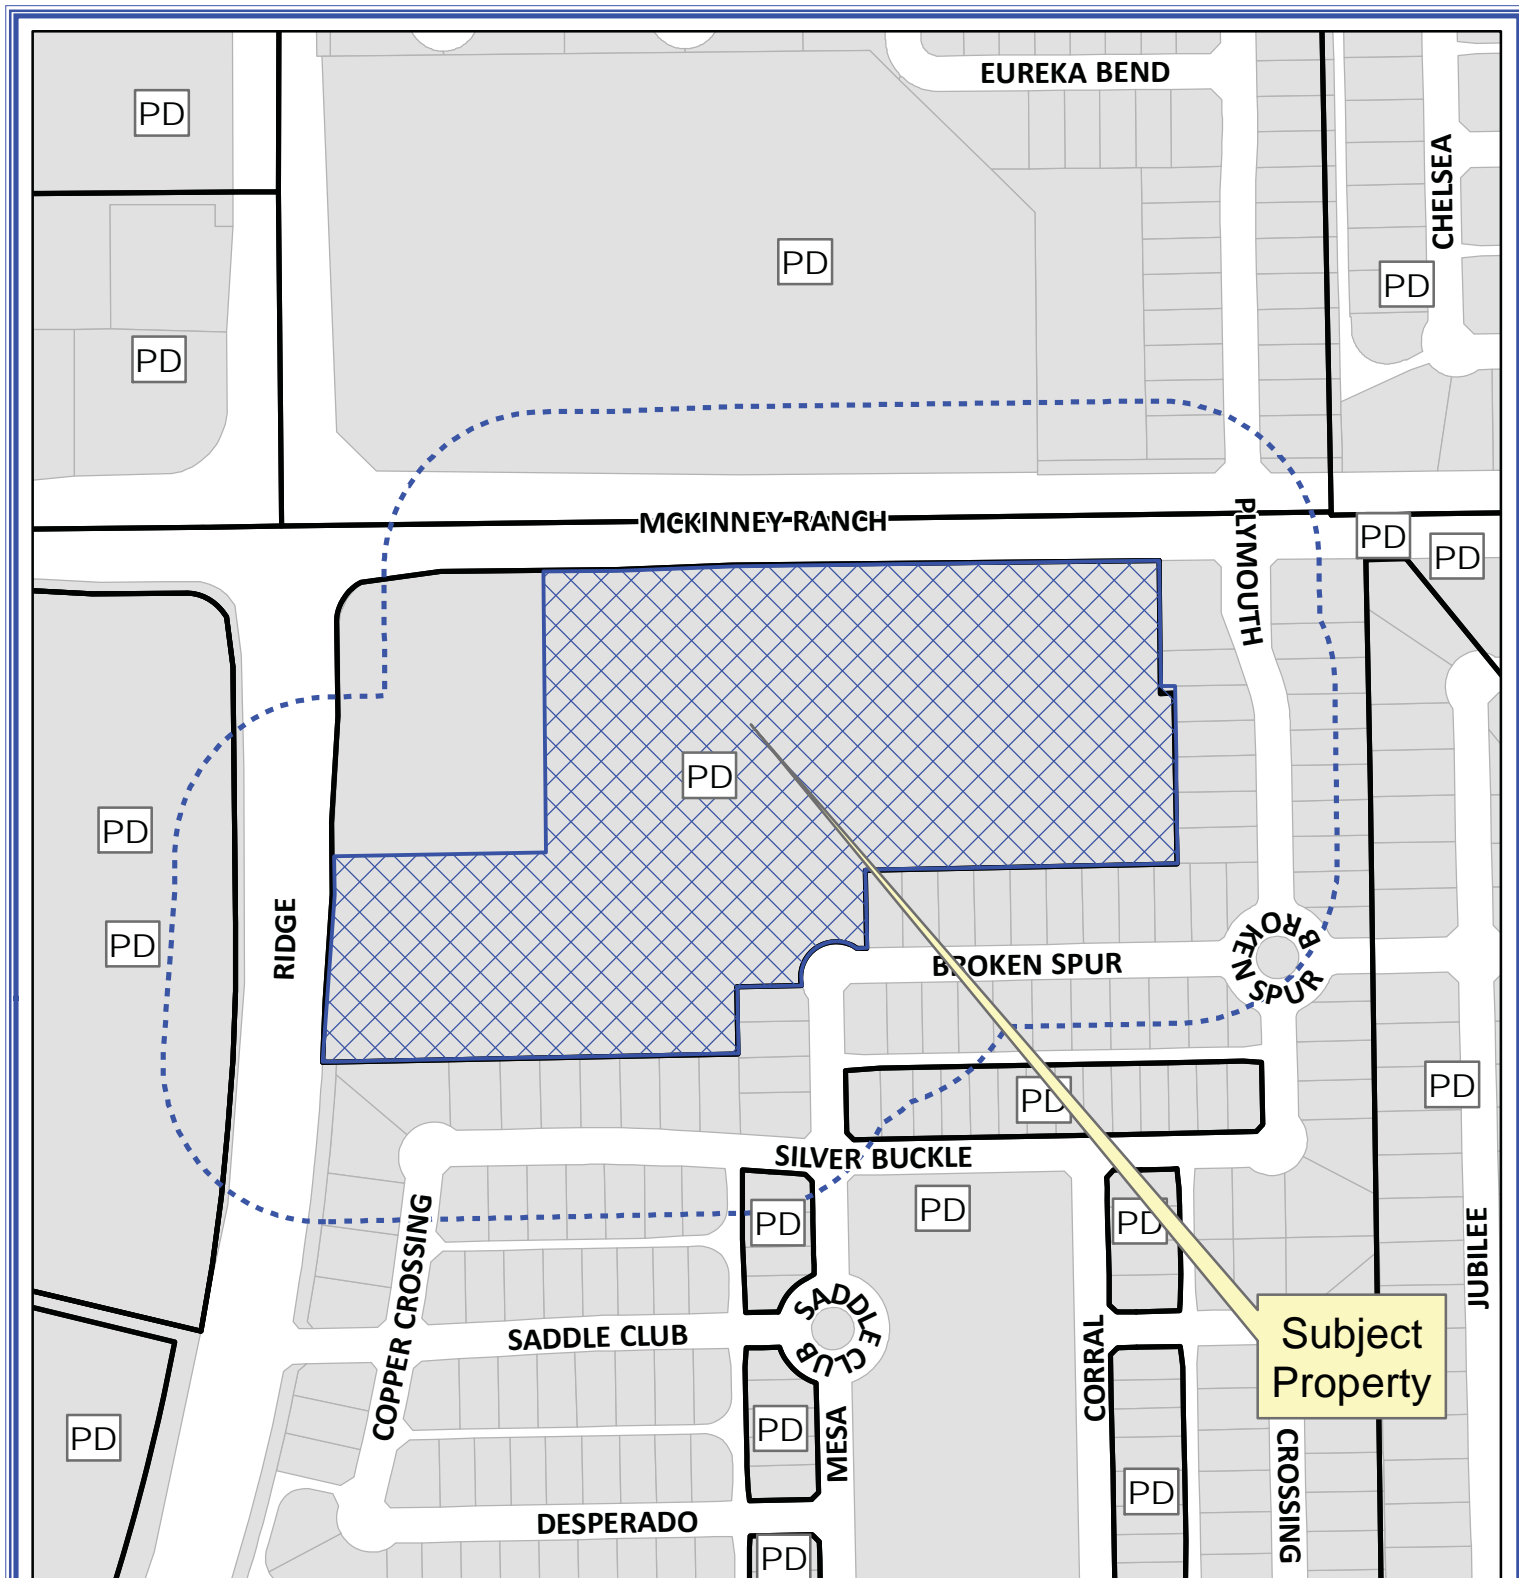 EUREKA BEND
PD
CHELSEA
PD
PD
PD
MCKINNEY RANCH
PLYMOUTH
PD
PD
PD
PD
PD
RIDGE
BROKEN SPUR
BROKEN SPUR
PD
PD
SILVER BUCKLE
PD
PD
PD
COPPER CROSSING
JUBILEE
SADDLE CLUB
SADDLE CLUB
CORRAL
Subject
Property
PD
PD
MESA
PD
CROSSING
DESPERADO
PD